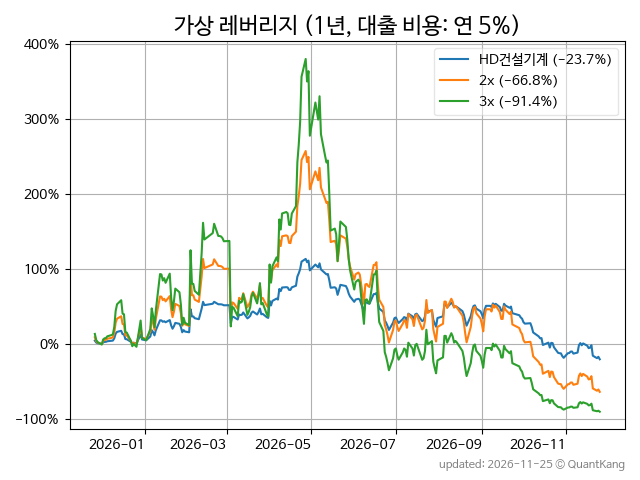 가상 레버리지 (1년, 대출 비용: 연 5%)
400%
300%
200%
100%
0%
−100%
HD건설기계 (-23.7%)
2x (-66.8%)
3x (-91.4%)
2026-01
2026-03
2026-05
2026-07
2026-09
2026-11
updated: 2026-11-25 © QuantKang